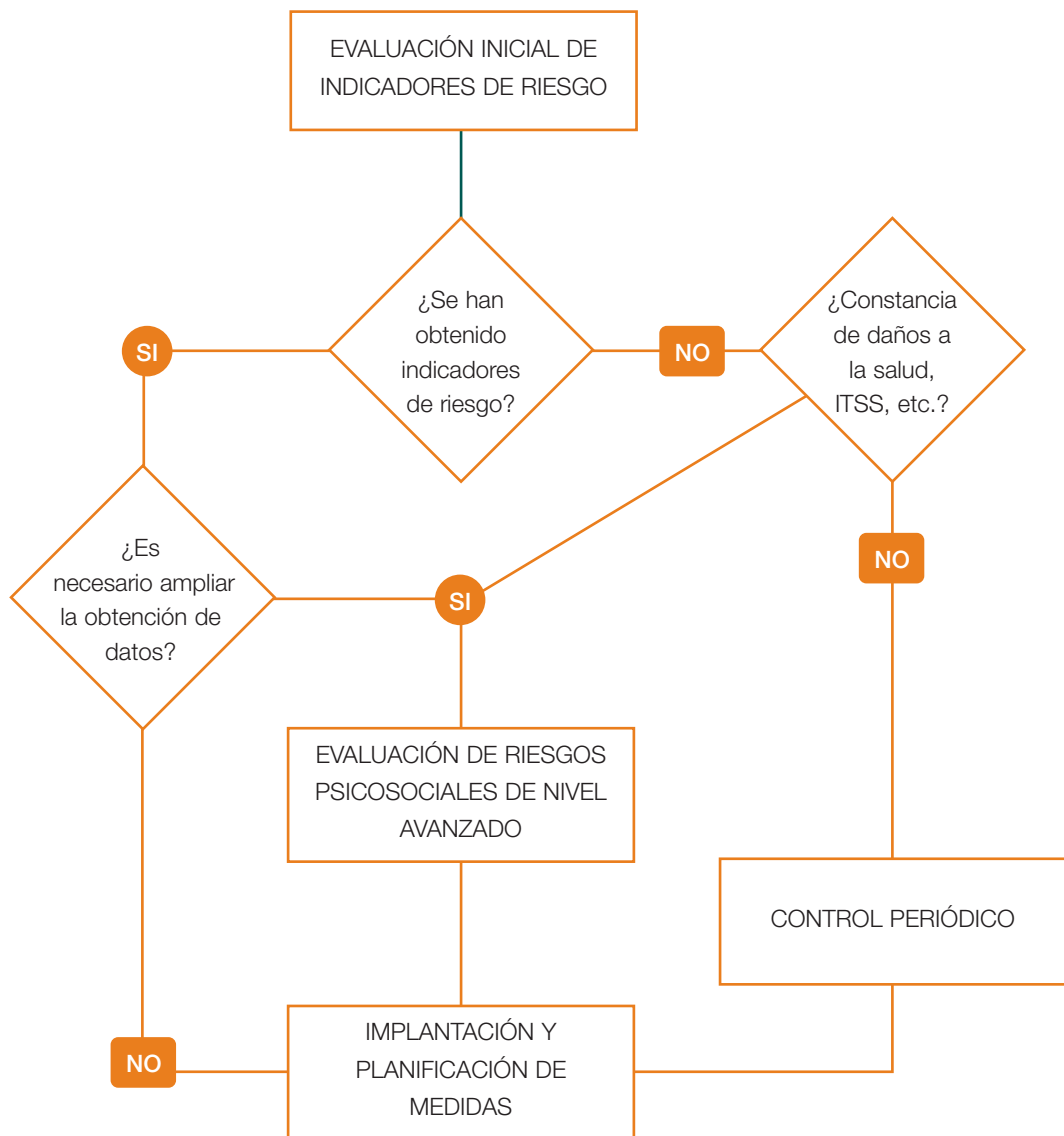 EVALUACIÓN INICIAL DE
INDICADORES DE RIESGO
¿Se han
obtenido
indicadores
de riesgo?
SI
NO
¿Constancia
de daños a
la salud,
ITSS, etc.?
¿Es
necesario ampliar
la obtención de
datos?
SI
NO
EVALUACIÓN DE RIESGOS
PSICOSOCIALES DE NIVEL
AVANZADO
CONTROL PERIÓDICO
NO
IMPLANTACIÓN Y
PLANIFICACIÓN DE
MEDIDAS